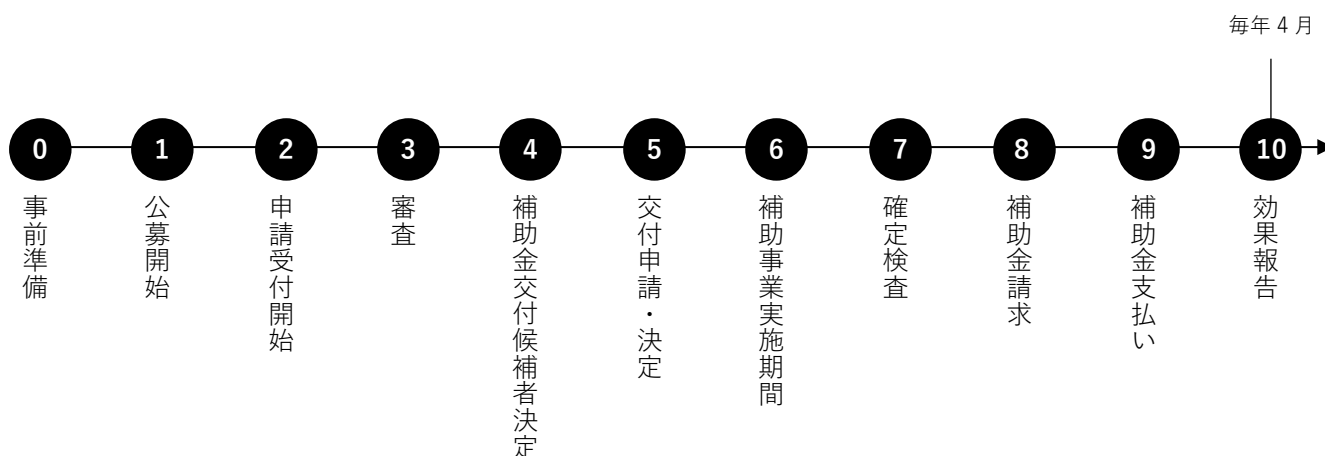 毎年 4 月
0
1
2
3
4
5
6
7
8
9
10
事前準備
公募開始
申請受付開始
審査
補助金交付候補者決定
交付申請・決定
補助事業実施期間
確定検査
補助金請求
補助金支払い
効果報告